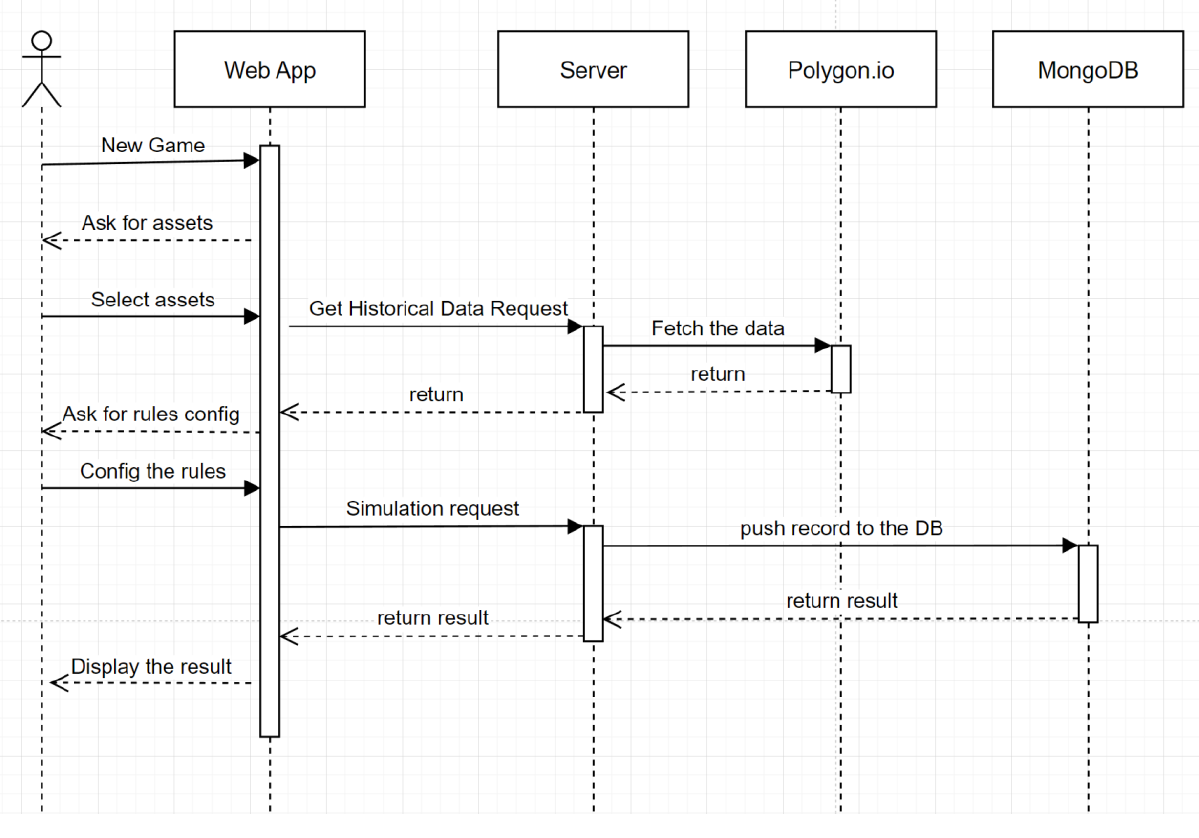 Web App
Server
Polygon.io
MongoDB
New Game
Ask for assets
Select assets
Get Historical Data Request
Fetch the data
return
return
Ask for rules config
Config the rules
Simulation request
push record to the DB
return result
return result
Display the result